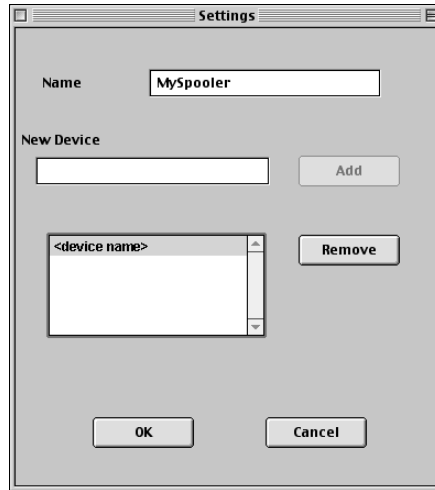 Settings
Name
MySpooler
New Device
Add
<device name>
Remove
OK
Cancel